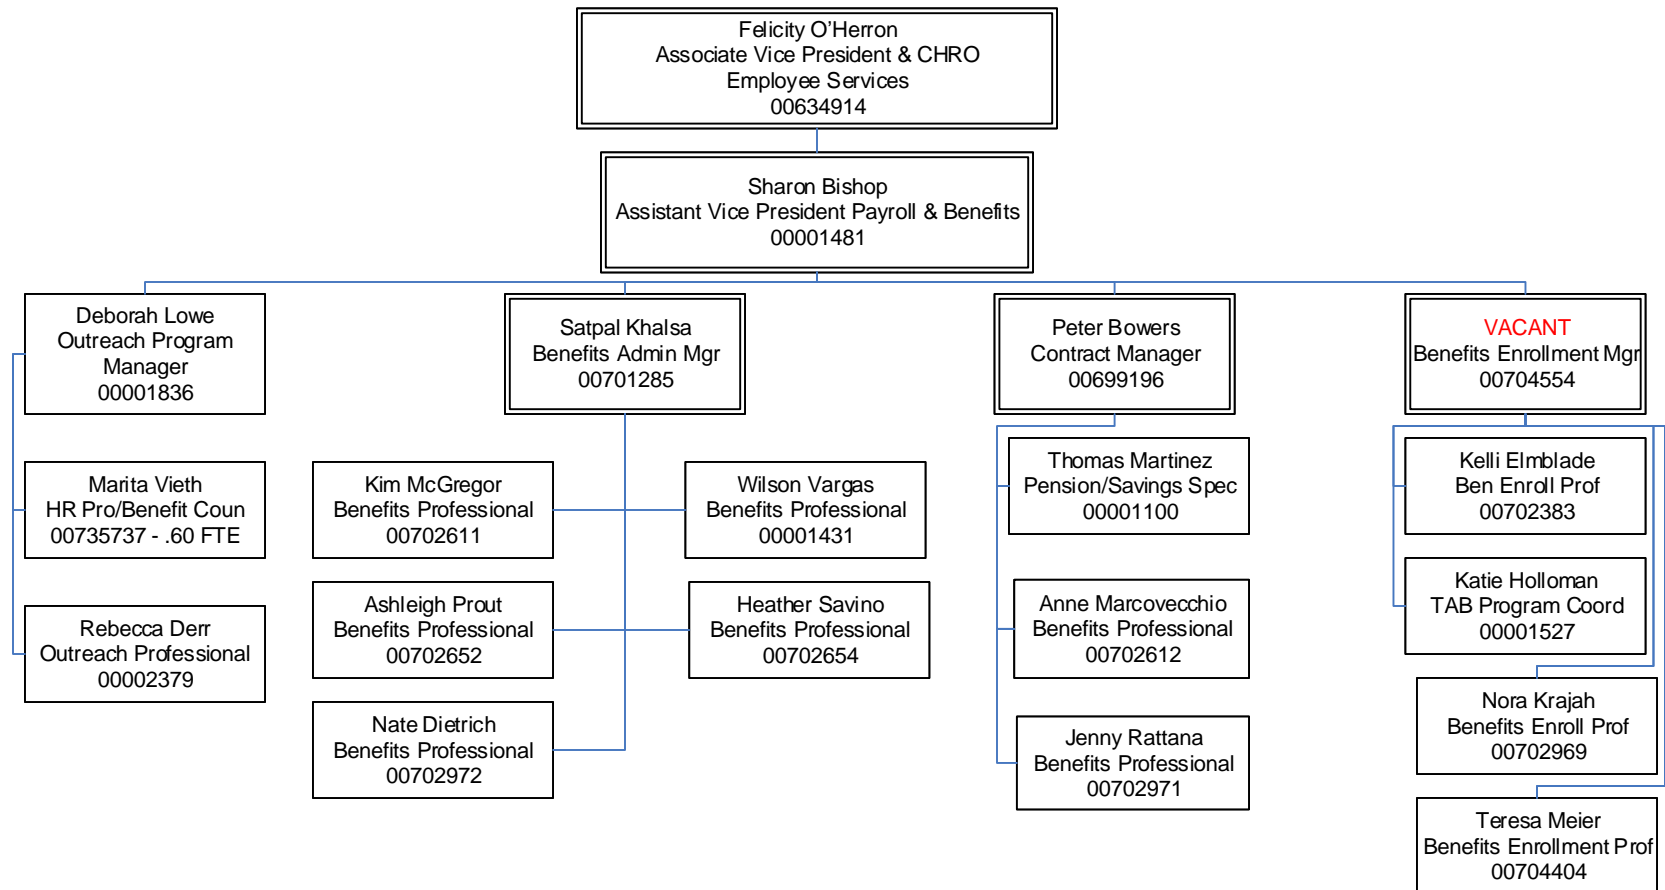 Felicity O’Herron
Associate Vice President & CHRO
Employee Services
00634914
Sharon Bishop
Assistant Vice President Payroll & Benefits
00001481
Deborah Lowe
Outreach Program
Manager
00001836
Satpal Khalsa
Benefits Admin Mgr
00701285
Peter Bowers
Contract Manager
00699196
VACANT
Benefits Enrollment Mgr
00704554
Marita Vieth
HR Pro/Benefit Coun
00735737 - .60 FTE
Rebecca Derr
Outreach Professional
00002379
Kim McGregor
Benefits Professional
00702611
Wilson Vargas
Benefits Professional
00001431
Ashleigh Prout
Benefits Professional
00702652
Heather Savino
Benefits Professional
00702654
Nate Dietrich
Benefits Professional
00702972
Thomas Martinez
Pension/Savings Spec
00001100
Anne Marcovecchio
Benefits Professional
00702612
Jenny Rattana
Benefits Professional
00702971
Kelli Elmblade
Ben Enroll Prof
00702383
Katie Holloman
TAB Program Coord
00001527
Nora Krajah
Benefits Enroll Prof
00702969
Teresa Meier
Benefits Enrollment Prof
00704404